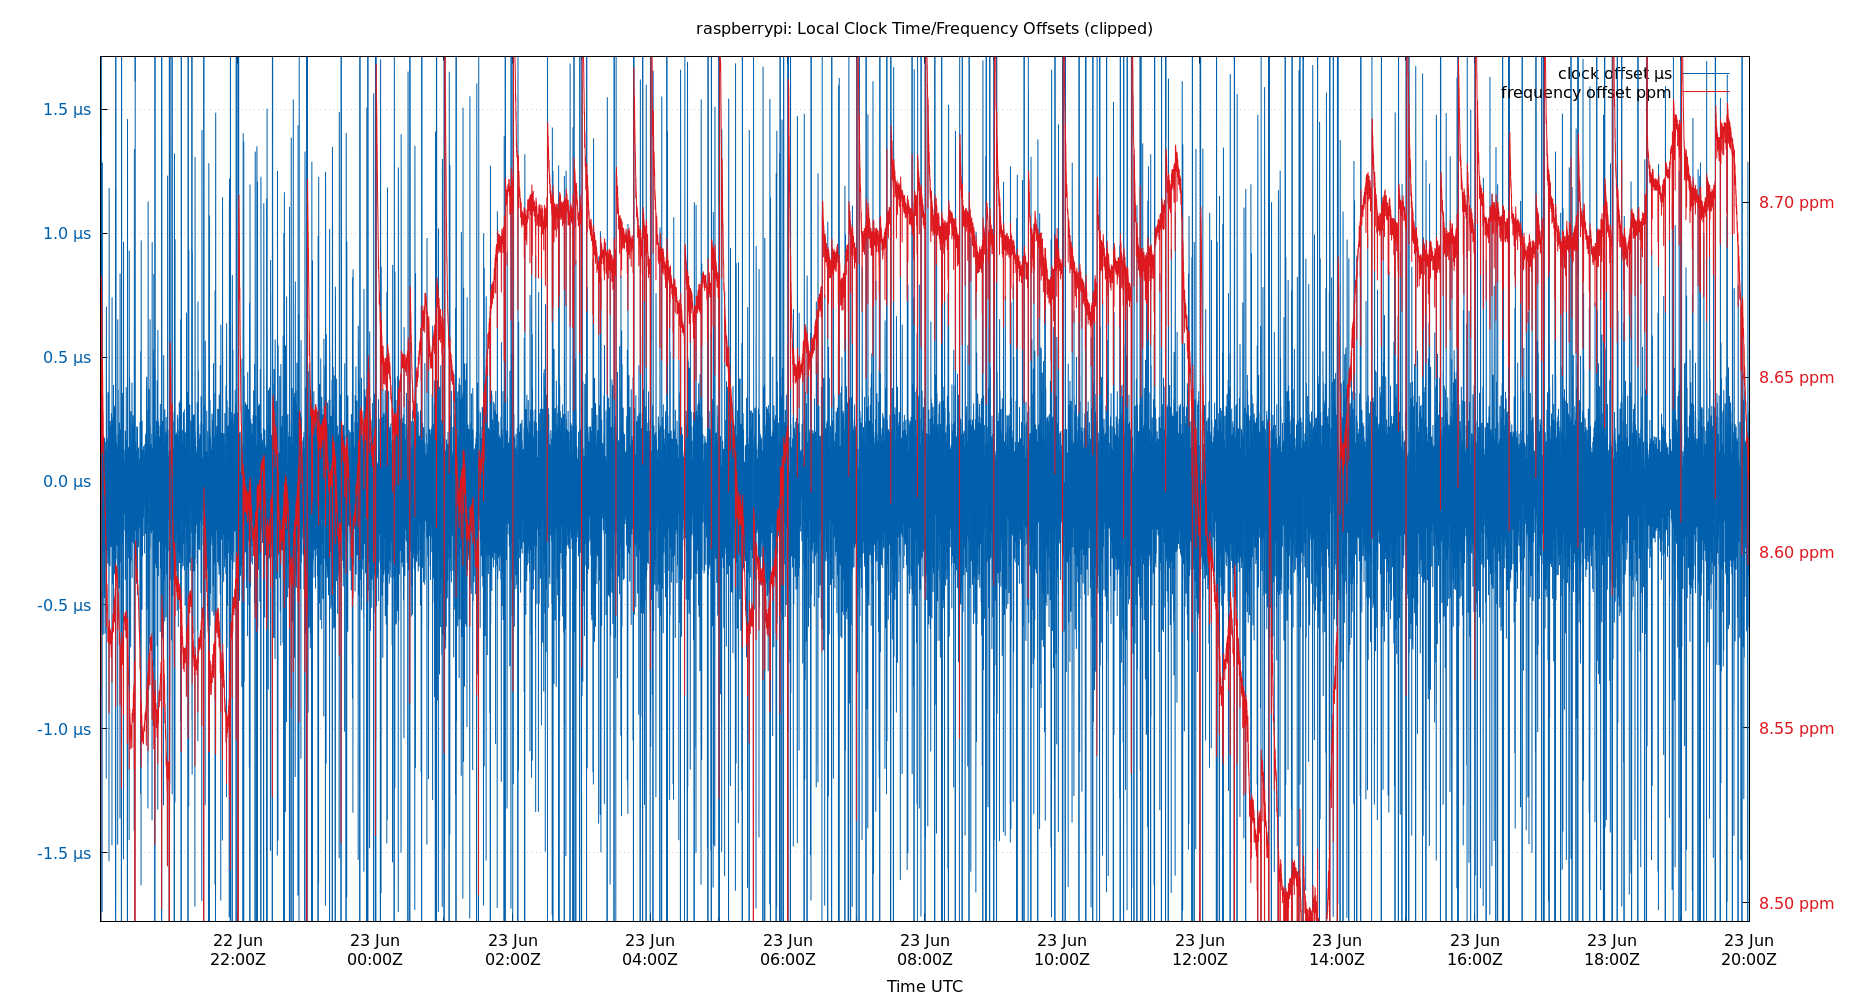 raspberrypi: Local Clock Time/Frequency Offsets (clipped)
clock offset µs
frequency offset ppm
1.5 µs
1.0 µs
0.5 µs
0.0 µs
-0.5 µs
-1.0 µs
-1.5 µs
8.70 ppm
8.65 ppm
8.60 ppm
8.55 ppm
8.50 ppm
22 Jun 23 Jun 23 Jun 23 Jun 23 Jun 23 Jun 23 Jun 23 Jun 23 Jun 23 Jun 23 Jun 23 Jun
22:00Z 00:00Z 02:00Z 04:00Z 06:00Z 08:00Z 10:00Z 12:00Z 14:00Z 16:00Z 18:00Z 20:00Z
Time UTC